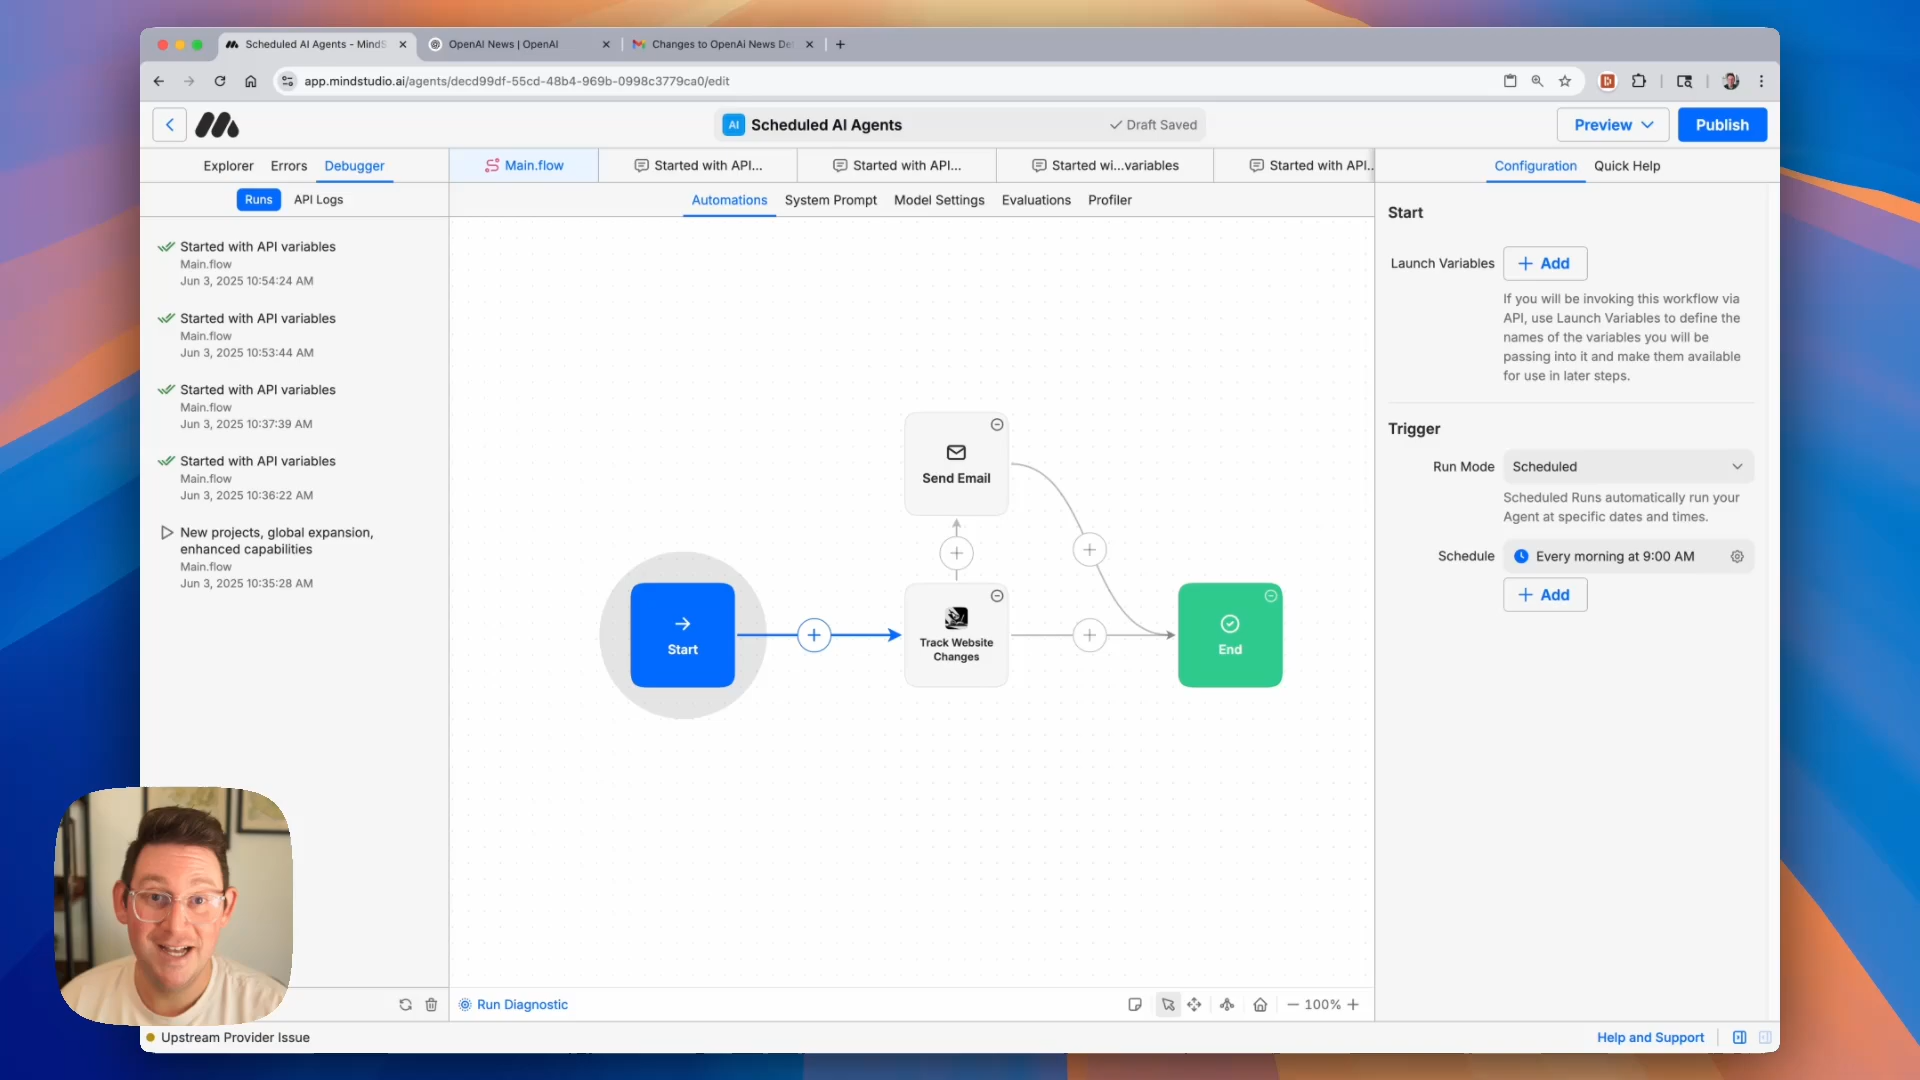 Scheduled AI Agents - MindS
OpenAI News | OpenAI
Changes to OpenAi News De
app.mindstudio.ai/agents/decd99df-55cd-48b4-969b-0998c3779ca0/edit
AI Scheduled AI Agents
Draft Saved
Preview
Publish
Explorer Errors Debugger
Main.flow
Started with API...
Started with API...
Started wi...variables
Started with API...
Configuration Quick Help
Runs API Logs
Automations System Prompt Model Settings Evaluations Profiler
Started with API variables
Main.flow
Jun 3, 2025 10:54:24 AM
Started with API variables
Main.flow
Jun 3, 2025 10:53:44 AM
Started with API variables
Main.flow
Jun 3, 2025 10:37:39 AM
Started with API variables
Main.flow
Jun 3, 2025 10:36:22 AM
New projects, global expansion,
enhanced capabilities
Main.flow
Jun 3, 2025 10:35:28 AM
Send Email
Start
Track Website
Changes
End
Start
Launch Variables
+ Add
If you will be invoking this workflow via
API, use Launch Variables to define the
names of the variables you will be
passing into it and make them available
for use in later steps.
Trigger
Run Mode
Scheduled
Scheduled Runs automatically run your
Agent at specific dates and times.
Schedule
Every morning at 9:00 AM
+ Add
Run Diagnostic
100%
Upstream Provider Issue
Help and Support